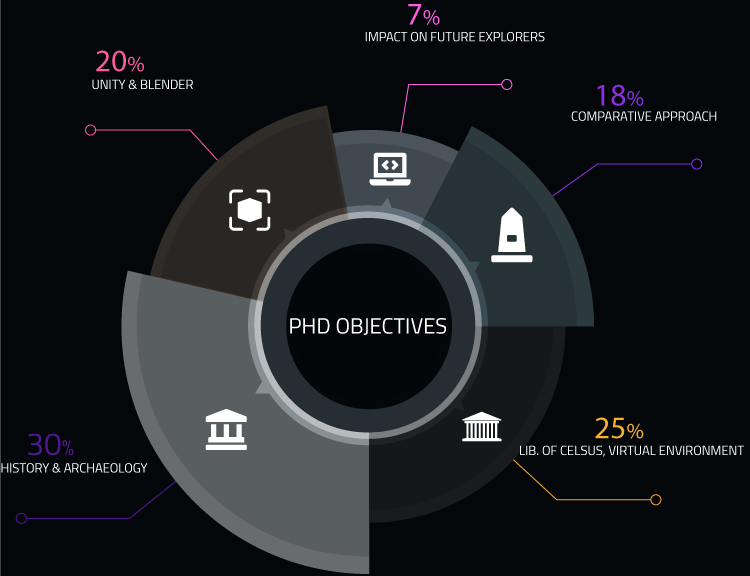 7%
IMPACT ON FUTURE EXPLORERS
20%
UNITY & BLENDER
18%
COMPARATIVE APPROACH
PHD OBJECTIVES
25%
LIB. OF CELSUS, VIRTUAL ENVIRONMENT
30%
HISTORY & ARCHAEOLOGY